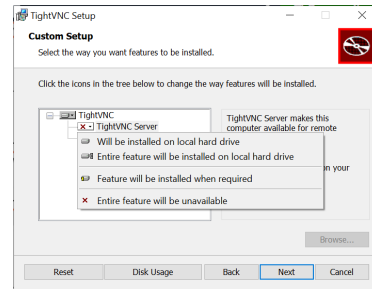 TightVNC Setup
Custom Setup
Select the way you want features to be installed.
Click the icons in the tree below to change the way features will be installed.
TightVNC
TightVNC Server
TightVNC Server makes this
computer available for remote
Will be installed on local hard drive
Entire feature will be installed on local hard drive
on your
Feature will be installed when required
Entire feature will be unavailable
Browse...
Reset
Disk Usage
Back
Next
Cancel